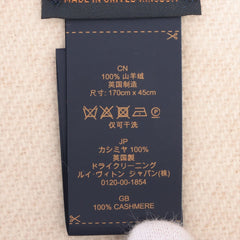 MADE IN UNITED KINGDOM
CN
100% 山羊绒
英国制造
尺寸: 170cm x 45cm
仅可干洗
JP
カシミヤ 100%
英国製
ドライクリーニング
ルイ・ヴィトン ジャパン(株)
0120-00-1854
GB
100% CASHMERE